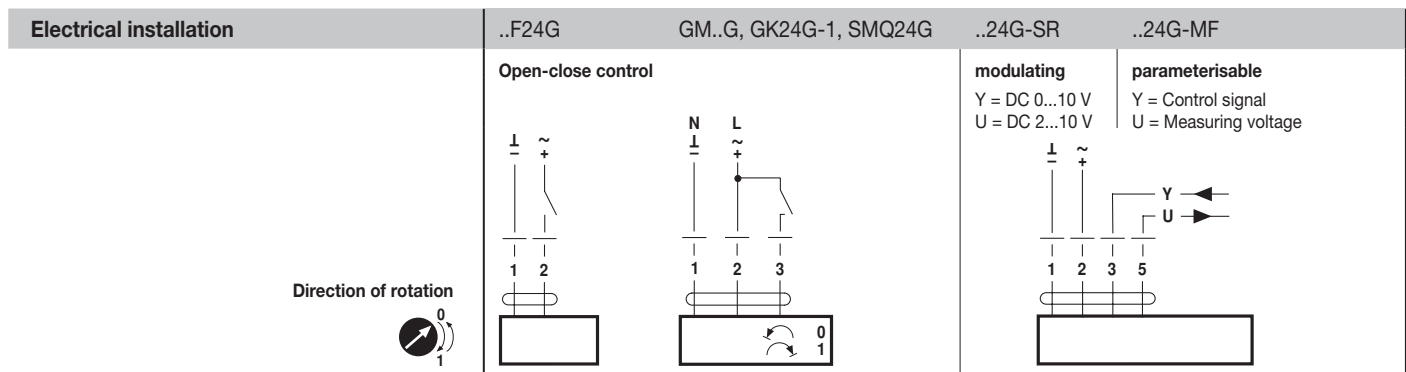 Electrical installation
..F24G GM..G, GK24G-1, SMQ24G ..24G-SR ..24G-MF
Open-close control
modulating
Y = DC 0...10 V
U = DC 2...10 V
parameterisable
Y = Control signal
U = Measuring voltage
⊥ ~
– +
1 2
N L
⊥ ~
– +
1 2 3
0
1
⊥ ~
– +
Y
U
1 2 3 5
Direction of rotation
0
1